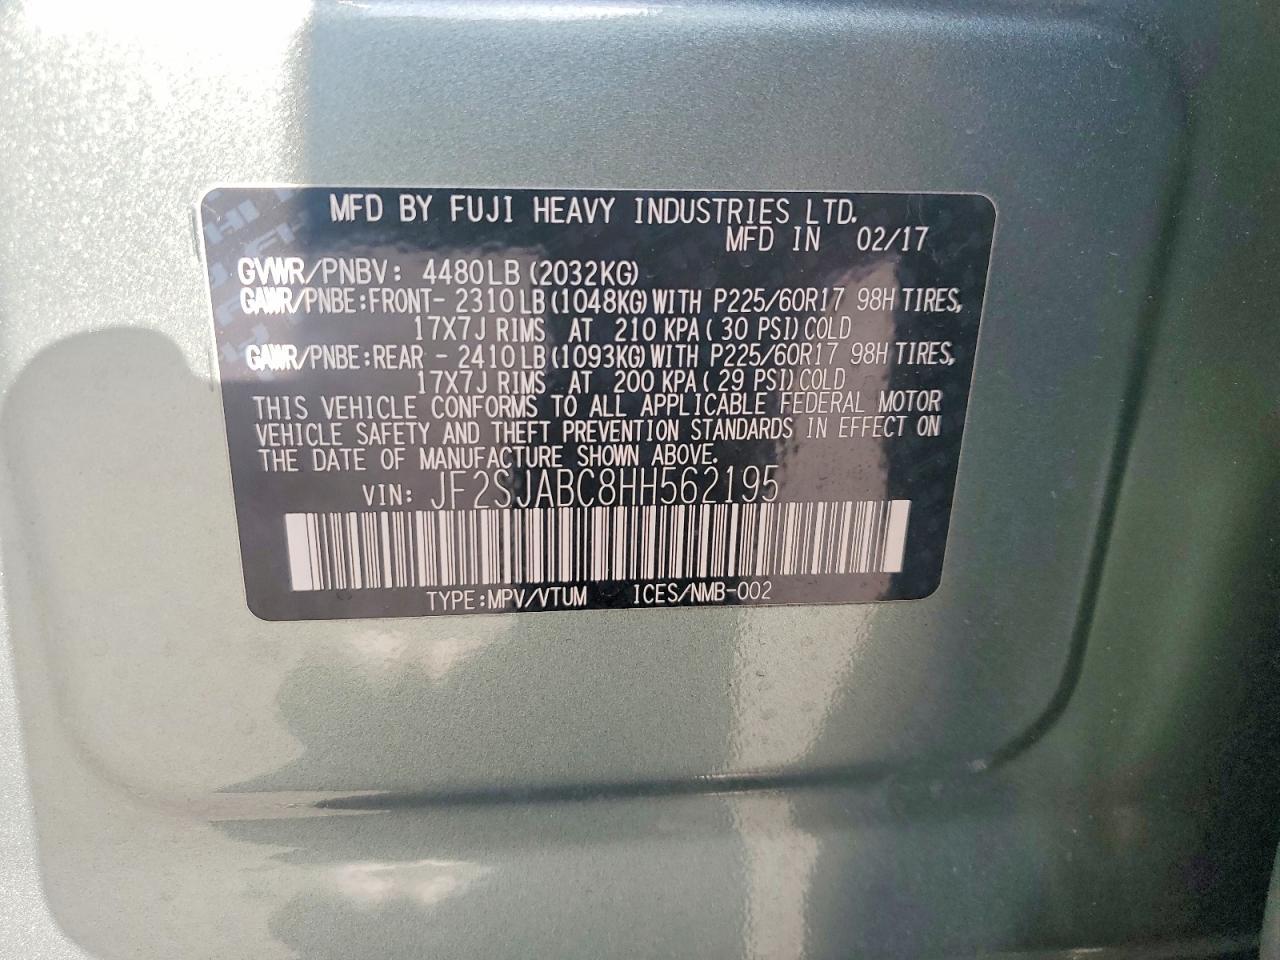 MFD BY FUJI HEAVY INDUSTRIES LTD.
MFD IN 02/17
GVWR/PNBV: 4480LB (2032KG)
GAWR/PNBE:FRONT- 2310LB(1048KG)WITH P225/60R17 98H TIRES,
17X7J RIMS AT 210 KPA( 30 PSI)COLD
GAWR/PNBE:REAR - 2410LB(1093KG)WITH P225/60R17 98H TIRES,
17X7J RIMS AT 200 KPA( 29 PSI)COLD
THIS VEHICLE CONFORMS TO ALL APPLICABLE FEDERAL MOTOR
VEHICLE SAFETY AND THEFT PREVENTION STANDARDS IN EFFECT ON
THE DATE OF MANUFACTURE SHOWN ABOVE.
VIN: JF2SJABC8HH562195
TYPE:MPV/VTUM ICES/NMB-002